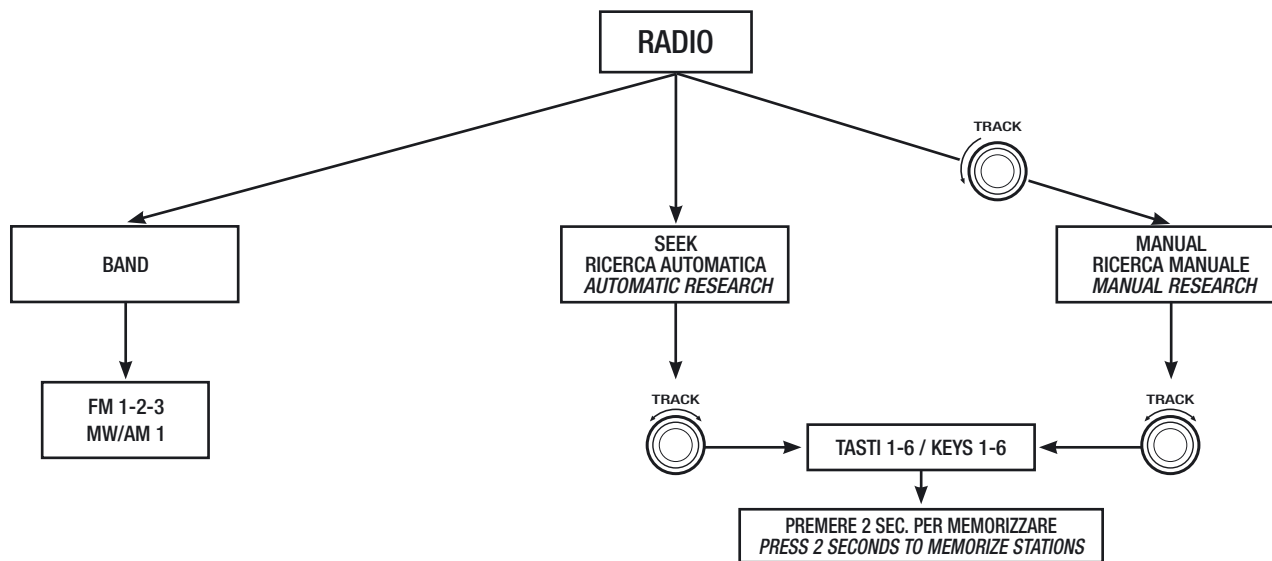 RADIO
TRACK
BAND
SEEK
RICERCA AUTOMATICA
AUTOMATIC RESEARCH
MANUAL
RICERCA MANUALE
MANUAL RESEARCH
FM 1-2-3
MW/AM 1
TRACK
TRACK
TASTI 1-6 / KEYS 1-6
PREMERE 2 SEC. PER MEMORIZZARE
PRESS 2 SECONDS TO MEMORIZE STATIONS